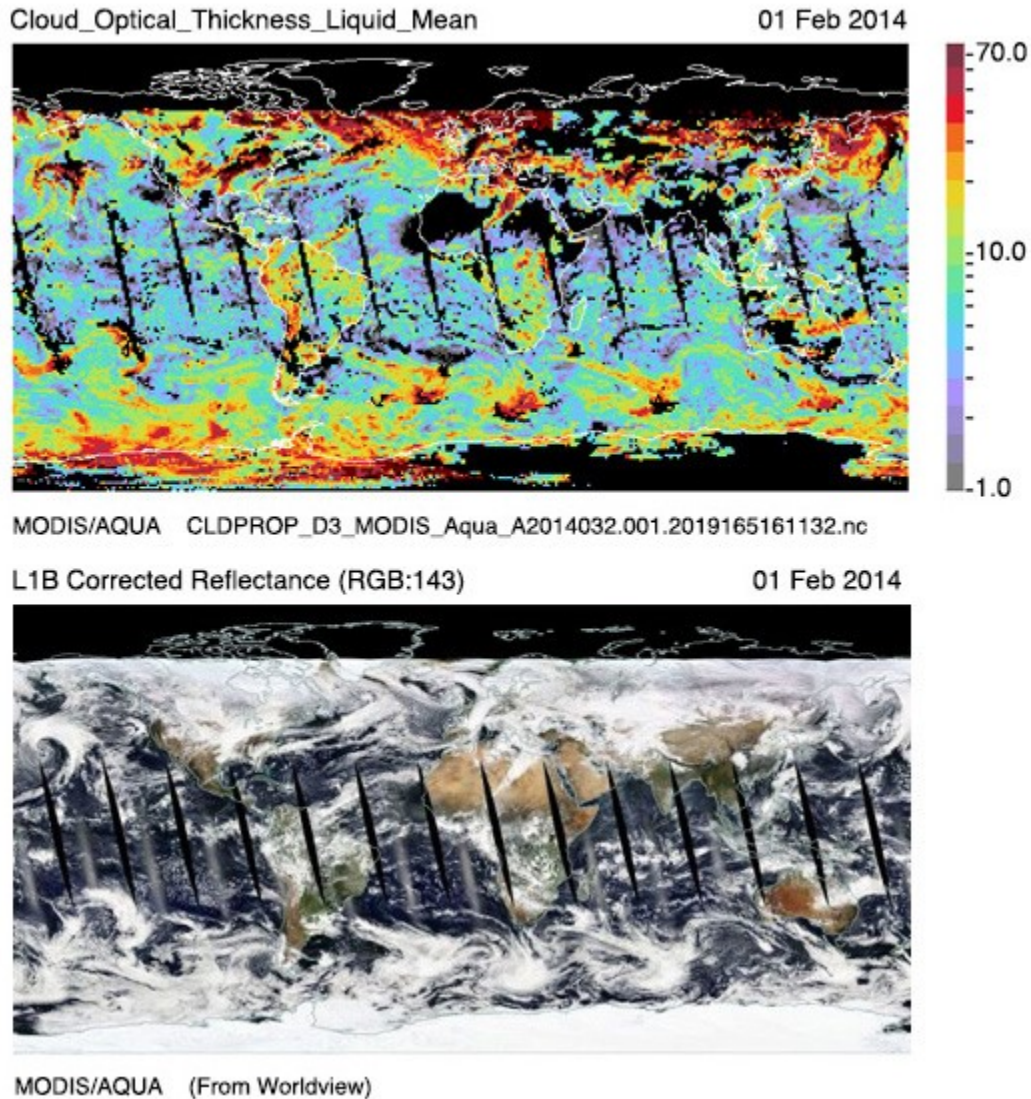 Cloud_Optical_Thickness_Liquid_Mean 01 Feb 2014
70.0
10.0
1.0
MODIS/AQUA CLDPROP_D3_MODIS_Aqua_A2014032.001.2019165161132.nc
L1B Corrected Reflectance (RGB:143) 01 Feb 2014
MODIS/AQUA (From Worldview)